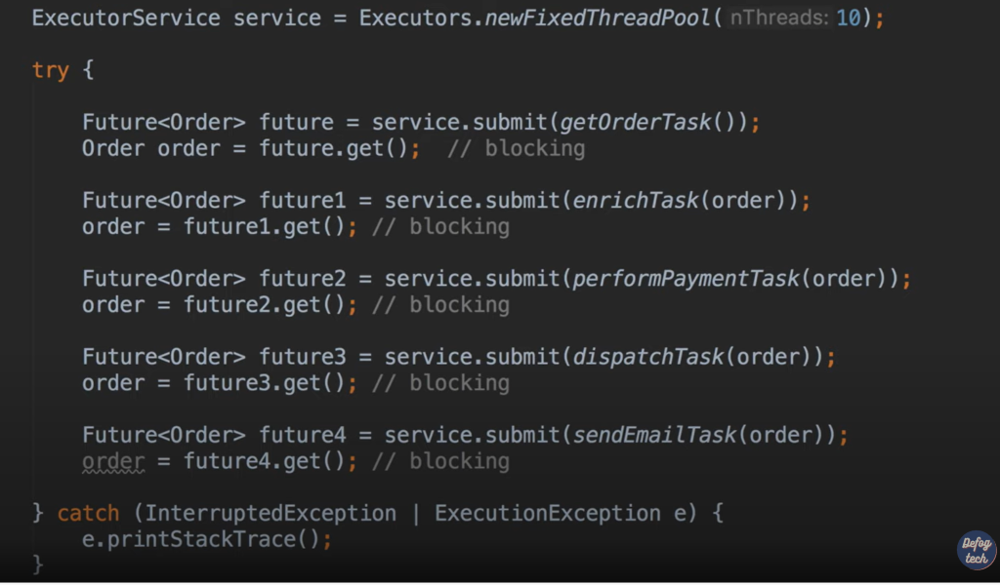 ExecutorService service = Executors.newFixedThreadPool( nThreads: 10);
try {
Future<Order> future = service.submit(getOrderTask());
Order order = future.get();  // blocking
Future<Order> future1 = service.submit(enrichTask(order));
order = future1.get(); // blocking
Future<Order> future2 = service.submit(performPaymentTask(order));
order = future2.get(); // blocking
Future<Order> future3 = service.submit(dispatchTask(order));
order = future3.get(); // blocking
Future<Order> future4 = service.submit(sendEmailTask(order));
order = future4.get(); // blocking
} catch (InterruptedException | ExecutionException e) {
e.printStackTrace();
}
Defog
tech